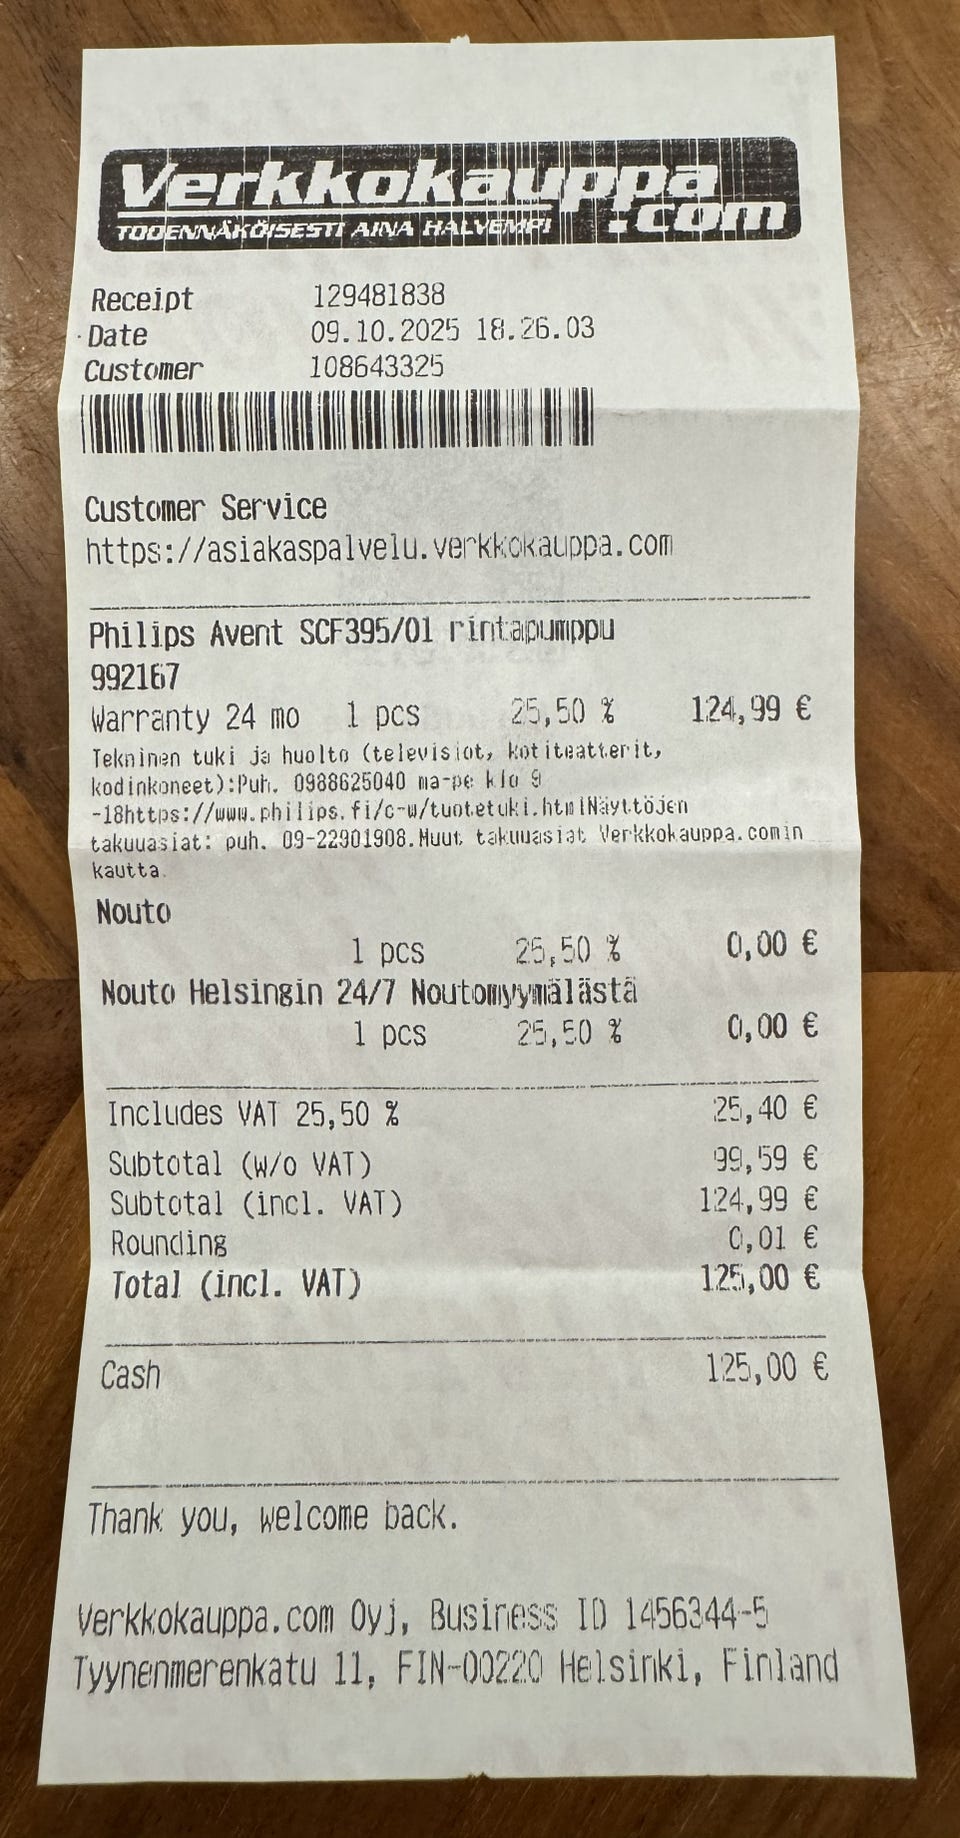 Verkkokauppa
.com
TODENNÄKÖISESTI AINA HALVEMPI
Receipt 129481838
Date 09.10.2025 18.26.03
Customer 108643325
Customer Service
https://asiakaspalvelu.verkkokauppa.com
Philips Avent SCF395/01 rintapumppu
992167
Warranty 24 mo 1 pcs 25,50 % 124,99 €
Tekninen tuki ja huolto (televisiot, kotiteatterit,
kodinkoneet):Puh. 0988625040 ma-pe klo 9
-18https://www.philips.fi/c-w/tuotetuki.htmlNäyttöjen
takuuasiat: puh. 09-22901908.Muut takuuasiat Verkkokauppa.comin
kautta.
Nouto
1 pcs 25,50 % 0,00 €
Nouto Helsingin 24/7 Noutomyymälästä
1 pcs 25,50 % 0,00 €
Includes VAT 25,50 % 25,40 €
Subtotal (w/o VAT) 99,59 €
Subtotal (incl. VAT) 124,99 €
Rounding 0,01 €
Total (incl. VAT) 125,00 €
Cash 125,00 €
Thank you, welcome back.
Verkkokauppa.com Oyj, Business ID 1456344-5
Tyynenmerenkatu 11, FIN-00220 Helsinki, Finland